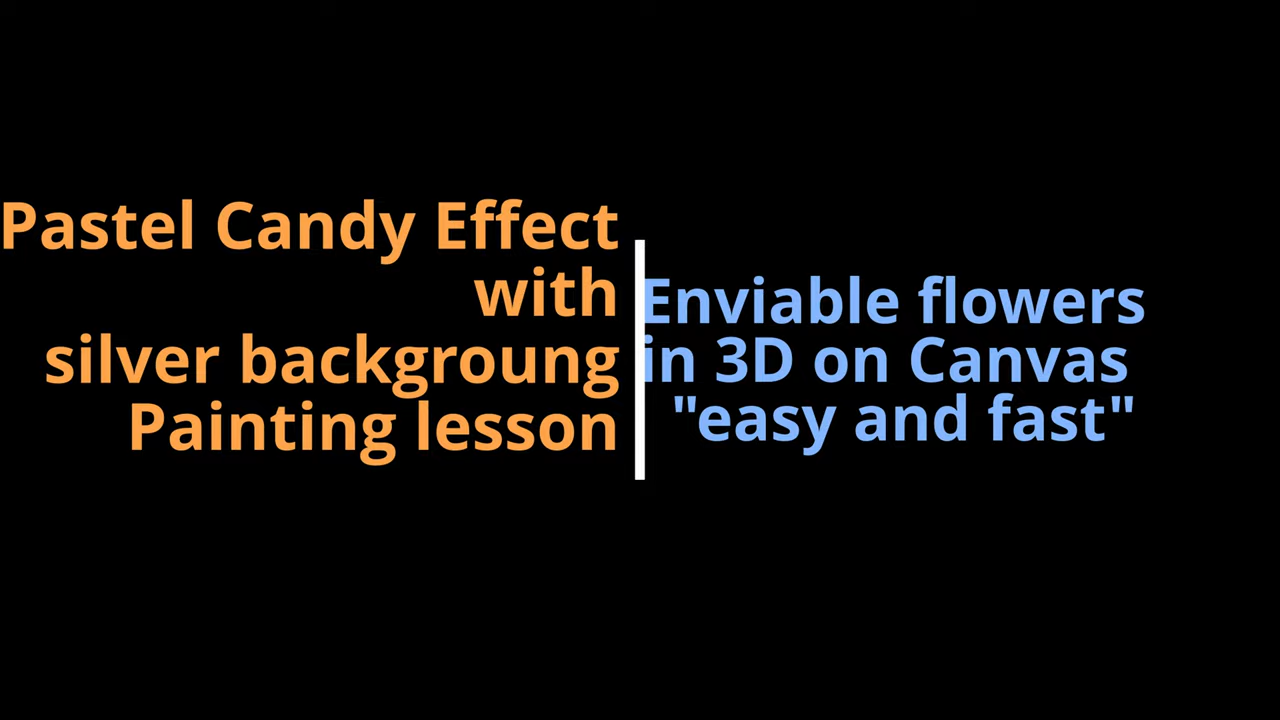 Pastel Candy Effect
with
silver backgroung
Painting lesson
Enviable flowers
in 3D on Canvas
"easy and fast"